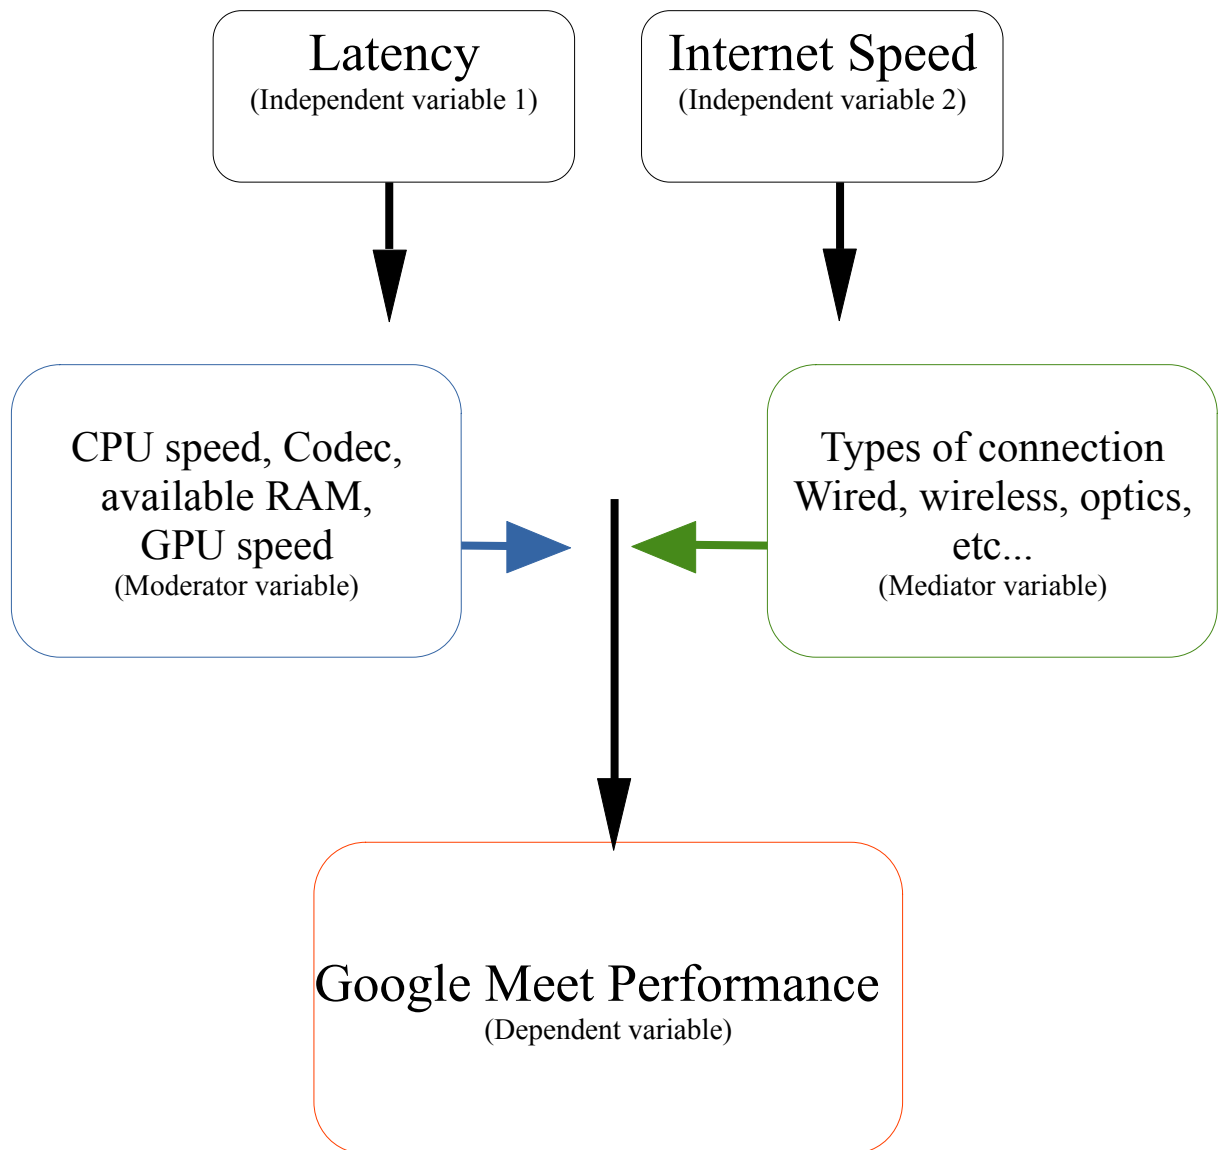 Latency
(Independent variable 1)
Internet Speed
(Independent variable 2)
CPU speed, Codec,
available RAM,
GPU speed
(Moderator variable)
Types of connection
Wired, wireless, optics,
etc...
(Mediator variable)
Google Meet Performance
(Dependent variable)